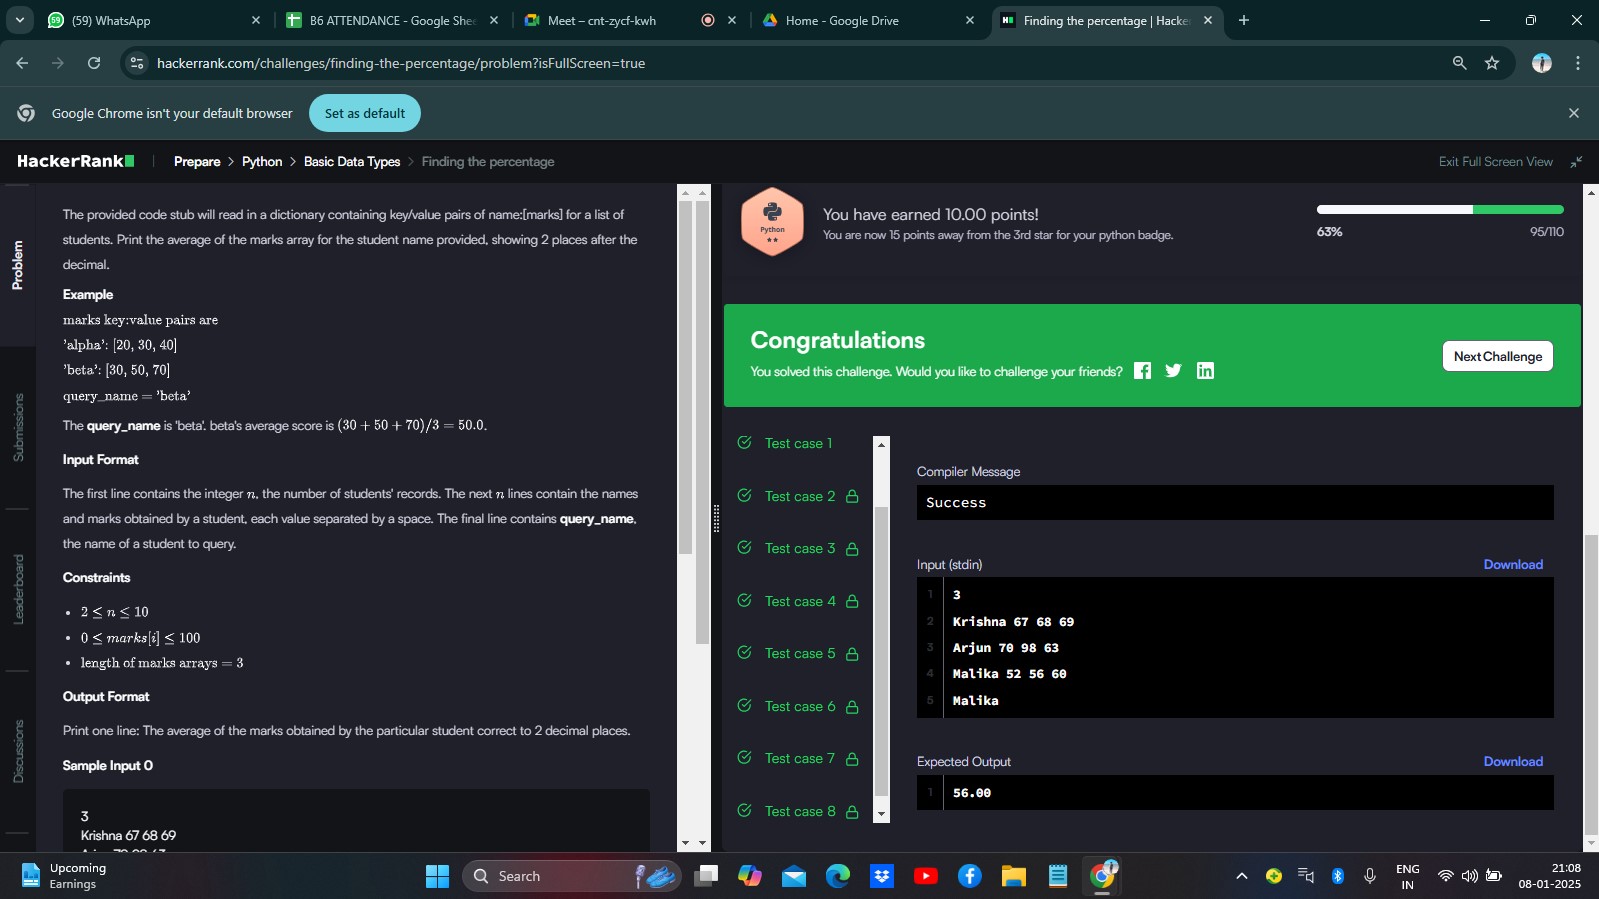 (59) WhatsApp
B6 ATTENDANCE - Google Shee
Meet – cnt-zycf-kwh
Home - Google Drive
Finding the percentage | Hacke
hackerrank.com/challenges/finding-the-percentage/problem?isFullScreen=true
Google Chrome isn't your default browser
Set as default
HackerRank
Prepare > Python > Basic Data Types > Finding the percentage
Exit Full Screen View
Problem
Submissions
Leaderboard
Discussions
The provided code stub will read in a dictionary containing key/value pairs of name:[marks] for a list of
students. Print the average of the marks array for the student name provided, showing 2 places after the
decimal.
Example
marks key:value pairs are
'alpha': [20, 30, 40]
'beta': [30, 50, 70]
query_name = 'beta'
The query_name is 'beta'. beta's average score is (30 + 50 + 70)/3 = 50.0.
Input Format
The first line contains the integer n, the number of students' records. The next n lines contain the names
and marks obtained by a student, each value separated by a space. The final line contains query_name,
the name of a student to query.
Constraints
• 2 ≤ n ≤ 10
• 0 ≤ marks[i] ≤ 100
• length of marks arrays = 3
Output Format
Print one line: The average of the marks obtained by the particular student correct to 2 decimal places.
Sample Input 0
3
Krishna 67 68 69
Python
You have earned 10.00 points!
You are now 15 points away from the 3rd star for your python badge.
63%
95/110
Congratulations
You solved this challenge. Would you like to challenge your friends?
Next Challenge
Test case 1
Test case 2
Test case 3
Test case 4
Test case 5
Test case 6
Test case 7
Test case 8
Compiler Message
Success
Input (stdin)
Download
1 3
2 Krishna 67 68 69
3 Arjun 70 98 63
4 Malika 52 56 60
5 Malika
Expected Output
Download
1 56.00
Upcoming
Earnings
Search
ENG
IN
21:08
08-01-2025